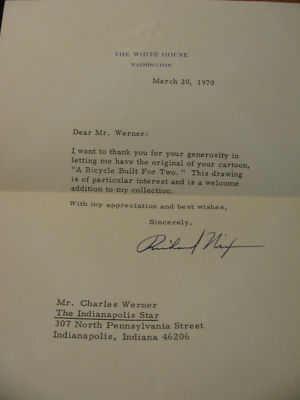 THE WHITE HOUSE
WASHINGTON
March 20, 1970
Dear Mr. Werner:
I want to thank you for your generosity in
letting me have the original of your cartoon,
"A Bicycle Built For Two." This drawing
is of particular interest and is a welcome
addition to my collection.
With my appreciation and best wishes,
Sincerely,
Richard Nixon
Mr. Charles Werner
The Indianapolis Star
307 North Pennsylvania Street
Indianapolis, Indiana 46206